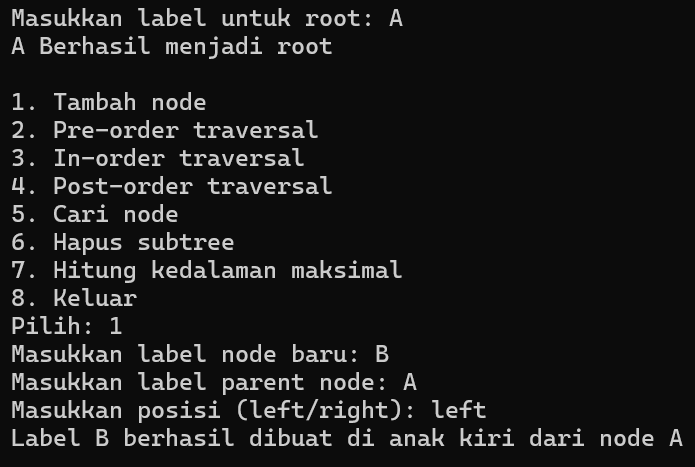 Masukkan label untuk root: A
A Berhasil menjadi root
1. Tambah node
2. Pre-order traversal
3. In-order traversal
4. Post-order traversal
5. Cari node
6. Hapus subtree
7. Hitung kedalaman maksimal
8. Keluar
Pilih: 1
Masukkan label node baru: B
Masukkan label parent node: A
Masukkan posisi (left/right): left
Label B berhasil dibuat di anak kiri dari node A